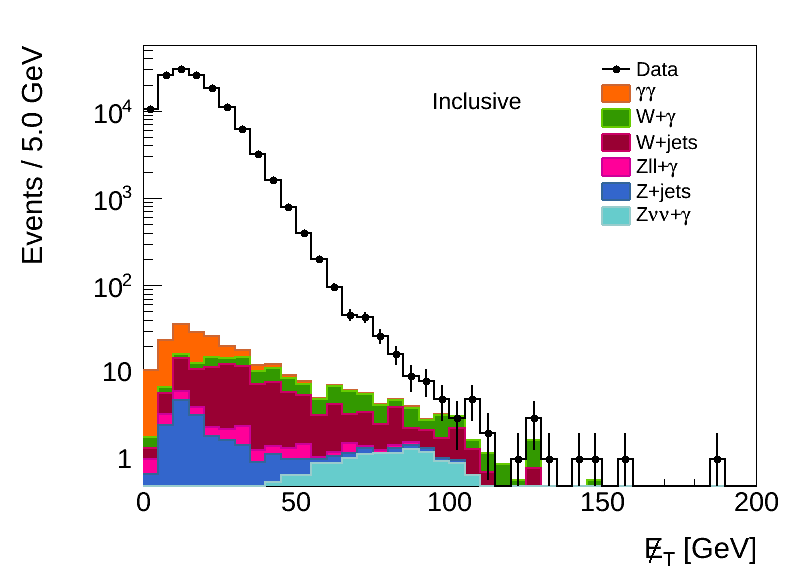 Events / 5.0 GeV
10⁴
10³
10²
10
1
Inclusive
Data
γγ
W+γ
W+jets
Zll+γ
Z+jets
Zνν+γ
0 50 100 150 200
E̸_T [GeV]